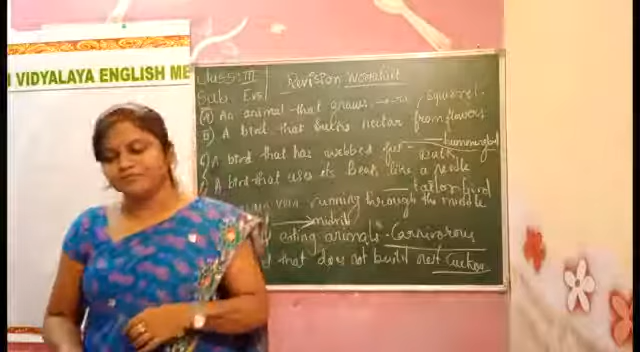 VIDYALAYA ENGLISH ME
Class: III Revision Worksheet
Sub. Evs
(A) An animal that gnaws squirrel.
B) A bird that sucks nectar from flowers
hummingbird
A bird that has webbed feet - duck
A bird that uses its beak like a needle
tailor bird
vein running through the middle
midrib
eating animals - Carnivorous
that does not build nest Cuckoo